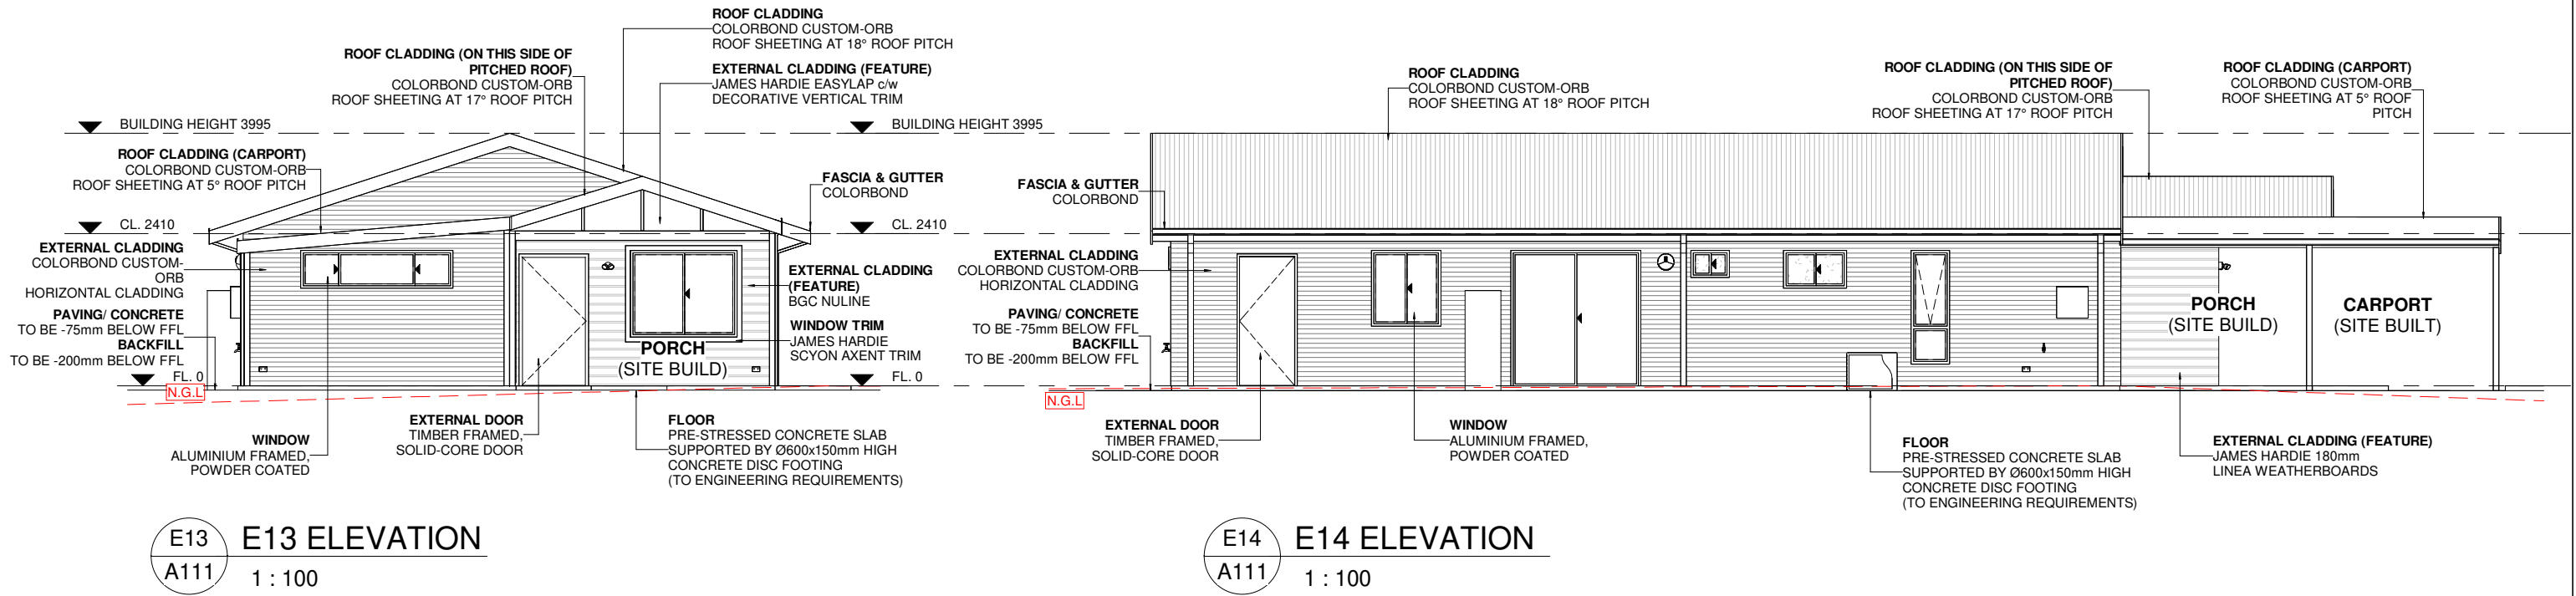 ROOF CLADDING
COLORBOND CUSTOM-ORB
ROOF SHEETING AT 18° ROOF PITCH
ROOF CLADDING (ON THIS SIDE OF
PITCHED ROOF)
COLORBOND CUSTOM-ORB
ROOF SHEETING AT 17° ROOF PITCH
EXTERNAL CLADDING (FEATURE)
JAMES HARDIE EASYLAP c/w
DECORATIVE VERTICAL TRIM
BUILDING HEIGHT 3995
BUILDING HEIGHT 3995
ROOF CLADDING (CARPORT)
COLORBOND CUSTOM-ORB
ROOF SHEETING AT 5° ROOF PITCH
FASCIA & GUTTER
COLORBOND
CL. 2410
CL. 2410
EXTERNAL CLADDING
COLORBOND CUSTOM-
ORB
HORIZONTAL CLADDING
EXTERNAL CLADDING
(FEATURE)
BGC NULINE
PAVING/ CONCRETE
TO BE -75mm BELOW FFL
BACKFILL
TO BE -200mm BELOW FFL
WINDOW TRIM
JAMES HARDIE
SCYON AXENT TRIM
PORCH
(SITE BUILD)
FL. 0
FL. 0
N.G.L
WINDOW
ALUMINIUM FRAMED,
POWDER COATED
EXTERNAL DOOR
TIMBER FRAMED,
SOLID-CORE DOOR
FLOOR
PRE-STRESSED CONCRETE SLAB
SUPPORTED BY Ø600x150mm HIGH
CONCRETE DISC FOOTING
(TO ENGINEERING REQUIREMENTS)
E13
A111
E13 ELEVATION
1 : 100
ROOF CLADDING
COLORBOND CUSTOM-ORB
ROOF SHEETING AT 18° ROOF PITCH
ROOF CLADDING (ON THIS SIDE OF
PITCHED ROOF)
COLORBOND CUSTOM-ORB
ROOF SHEETING AT 17° ROOF PITCH
ROOF CLADDING (CARPORT)
COLORBOND CUSTOM-ORB
ROOF SHEETING AT 5° ROOF
PITCH
FASCIA & GUTTER
COLORBOND
EXTERNAL CLADDING
COLORBOND CUSTOM-ORB
HORIZONTAL CLADDING
PAVING/ CONCRETE
TO BE -75mm BELOW FFL
BACKFILL
TO BE -200mm BELOW FFL
PORCH
(SITE BUILD)
CARPORT
(SITE BUILT)
N.G.L
EXTERNAL DOOR
TIMBER FRAMED,
SOLID-CORE DOOR
WINDOW
ALUMINIUM FRAMED,
POWDER COATED
FLOOR
PRE-STRESSED CONCRETE SLAB
SUPPORTED BY Ø600x150mm HIGH
CONCRETE DISC FOOTING
(TO ENGINEERING REQUIREMENTS)
EXTERNAL CLADDING (FEATURE)
JAMES HARDIE 180mm
LINEA WEATHERBOARDS
E14
A111
E14 ELEVATION
1 : 100